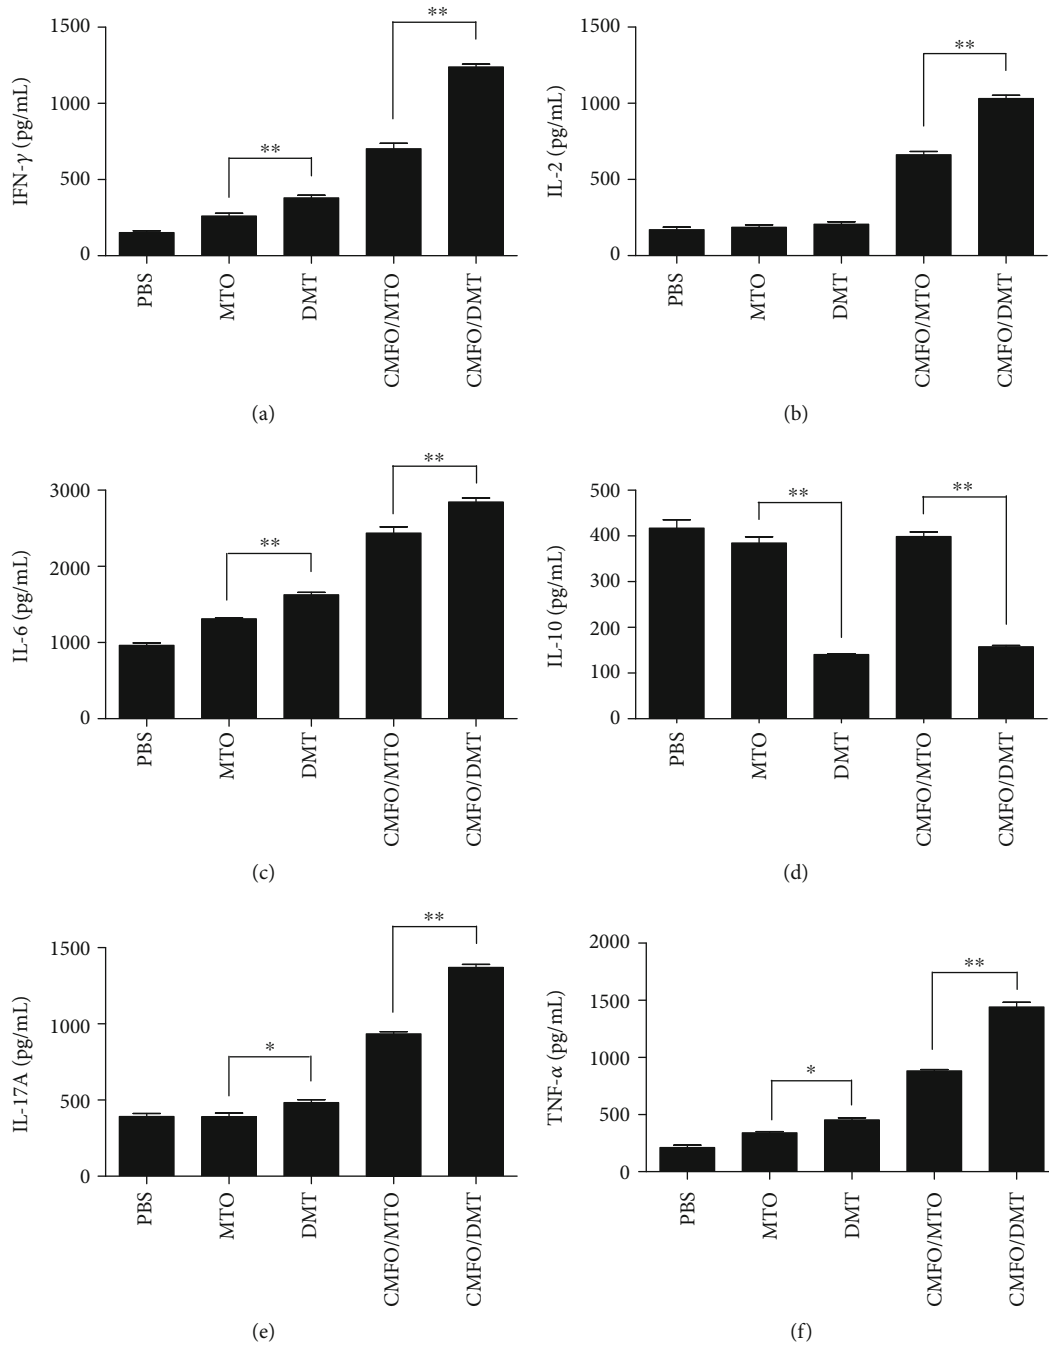 IFN-γ (pg/mL)
1500
1000
500
0
**
**
PBS
MTO
DMT
CMFO/MTO
CMFO/DMT
(a)
IL-2 (pg/mL)
1500
1000
500
0
**
PBS
MTO
DMT
CMFO/MTO
CMFO/DMT
(b)
IL-6 (pg/mL)
3000
2000
1000
0
**
**
PBS
MTO
DMT
CMFO/MTO
CMFO/DMT
(c)
IL-10 (pg/mL)
500
400
300
200
100
0
**
**
PBS
MTO
DMT
CMFO/MTO
CMFO/DMT
(d)
IL-17A (pg/mL)
1500
1000
500
0
*
**
PBS
MTO
DMT
CMFO/MTO
CMFO/DMT
(e)
TNF-α (pg/mL)
2000
1500
1000
500
0
*
**
PBS
MTO
DMT
CMFO/MTO
CMFO/DMT
(f)